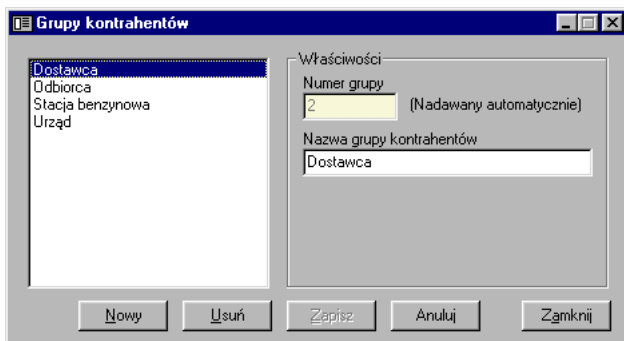 Grupy kontrahentów
Dostawca
Odbiorca
Stacja benzynowa
Urząd
Właściwości
Numer grupy
2 (Nadawany automatycznie)
Nazwa grupy kontrahentów
Dostawca
Nowy Usuń Zapisz Anuluj Zamknij